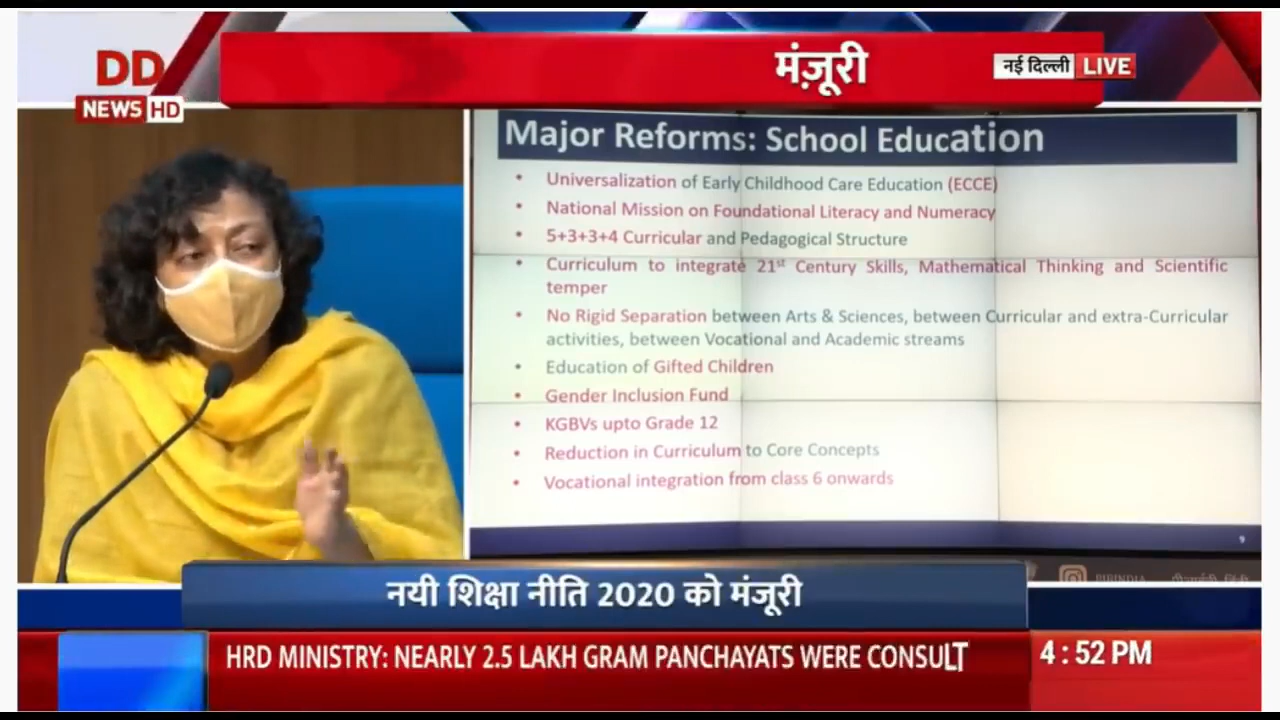 DD
NEWS HD
मंज़ूरी
नई दिल्ली LIVE
Major Reforms: School Education
• Universalization of Early Childhood Care Education (ECCE)
• National Mission on Foundational Literacy and Numeracy
• 5+3+3+4 Curricular and Pedagogical Structure
• Curriculum to integrate 21st Century Skills, Mathematical Thinking and Scientific
temper
• No Rigid Separation between Arts & Sciences, between Curricular and extra-Curricular
activities, between Vocational and Academic streams
• Education of Gifted Children
• Gender Inclusion Fund
• KGBVs upto Grade 12
• Reduction in Curriculum to Core Concepts
• Vocational integration from class 6 onwards
9
नयी शिक्षा नीति 2020 को मंजूरी
HRD MINISTRY: NEARLY 2.5 LAKH GRAM PANCHAYATS WERE CONSULT
4:52 PM